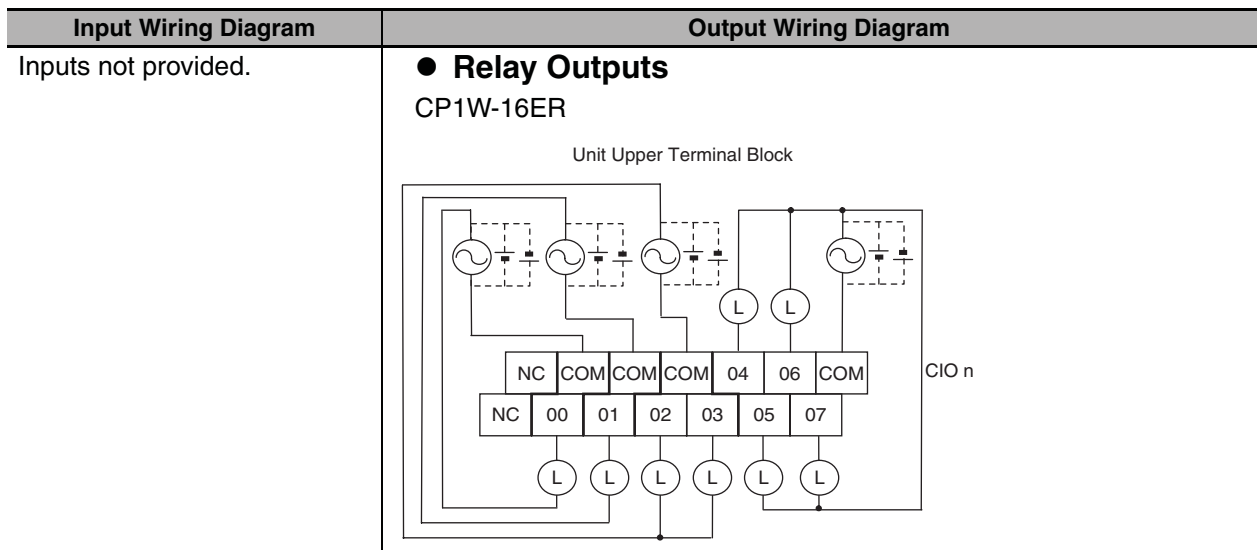 Input Wiring Diagram
Output Wiring Diagram
Inputs not provided.
● Relay Outputs
CP1W-16ER
Unit Upper Terminal Block
L L
NC COM COM COM 04 06 COM
CIO n
NC 00 01 02 03 05 07
L L L L L L